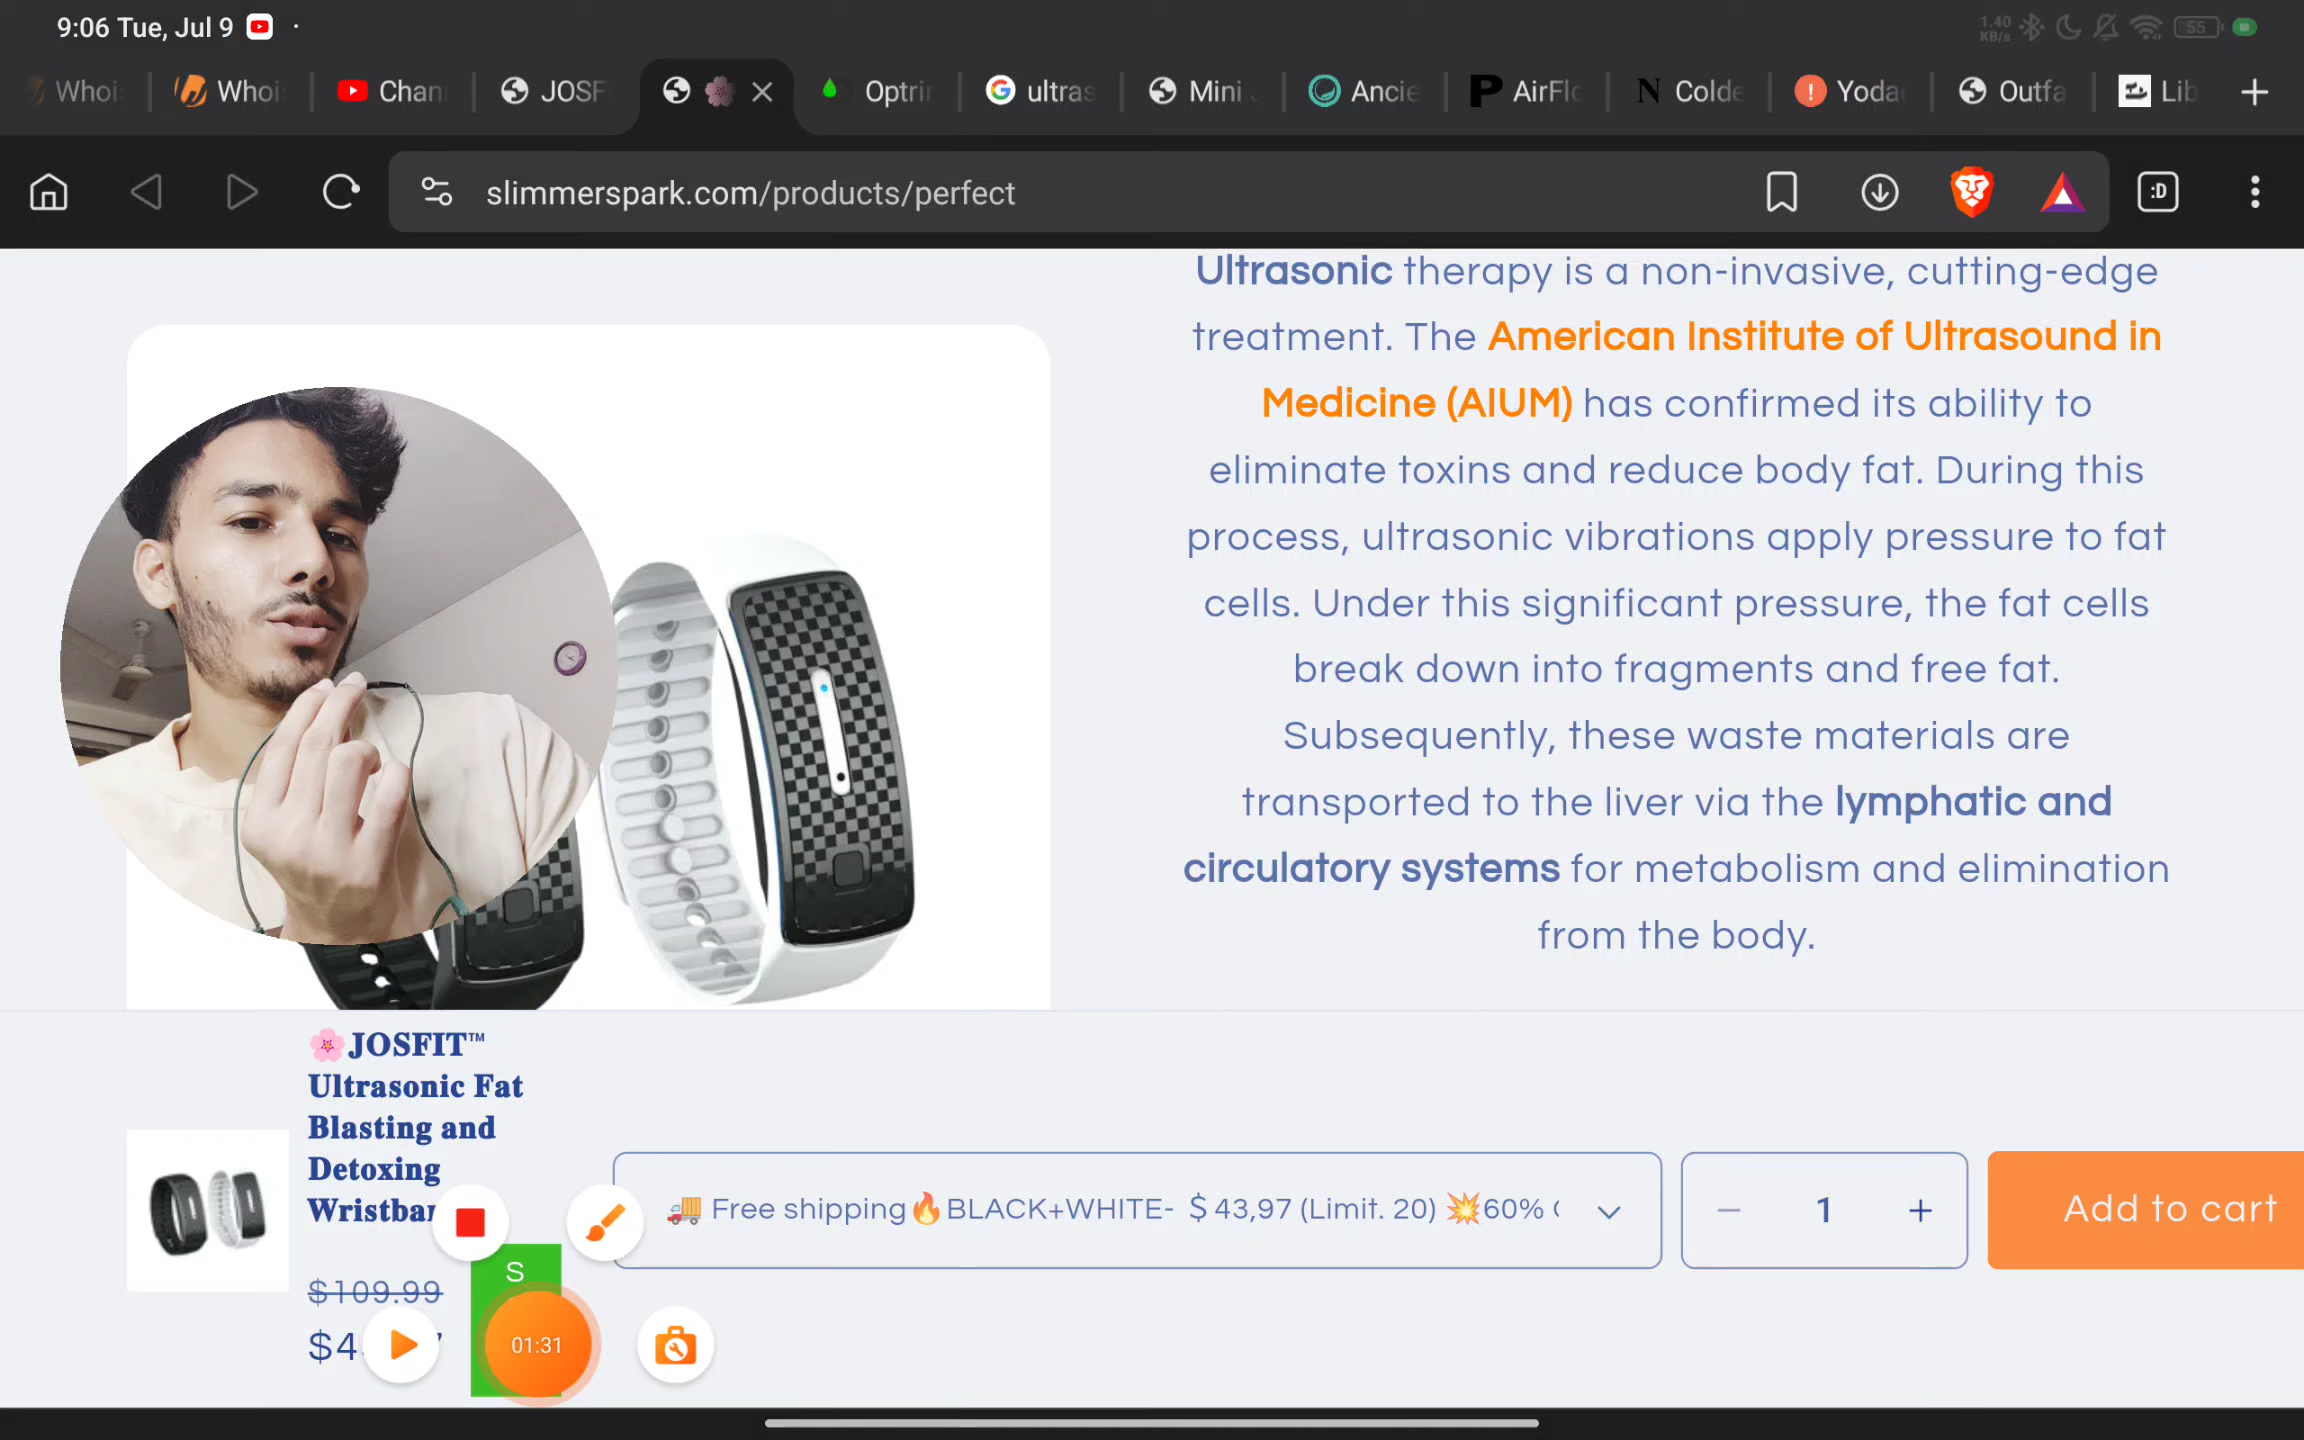 9:06 Tue, Jul 9
1.40 KB/s
55
Whoi
Whoi
Chan
JOSF
🌸
Optri
ultras
Mini
Ancie
AirFlo
Colde
Yoda
Outfa
Lib
slimmerspark.com/products/perfect
:D
Ultrasonic therapy is a non-invasive, cutting-edge
treatment. The American Institute of Ultrasound in
Medicine (AIUM) has confirmed its ability to
eliminate toxins and reduce body fat. During this
process, ultrasonic vibrations apply pressure to fat
cells. Under this significant pressure, the fat cells
break down into fragments and free fat.
Subsequently, these waste materials are
transported to the liver via the lymphatic and
circulatory systems for metabolism and elimination
from the body.
🌸JOSFIT™
Ultrasonic Fat
Blasting and
Detoxing
$109.99
$4
S
01:31
🚚 Free shipping🔥BLACK+WHITE- $ 43,97 (Limit. 20) 💥60%
− 1 +
Add to cart